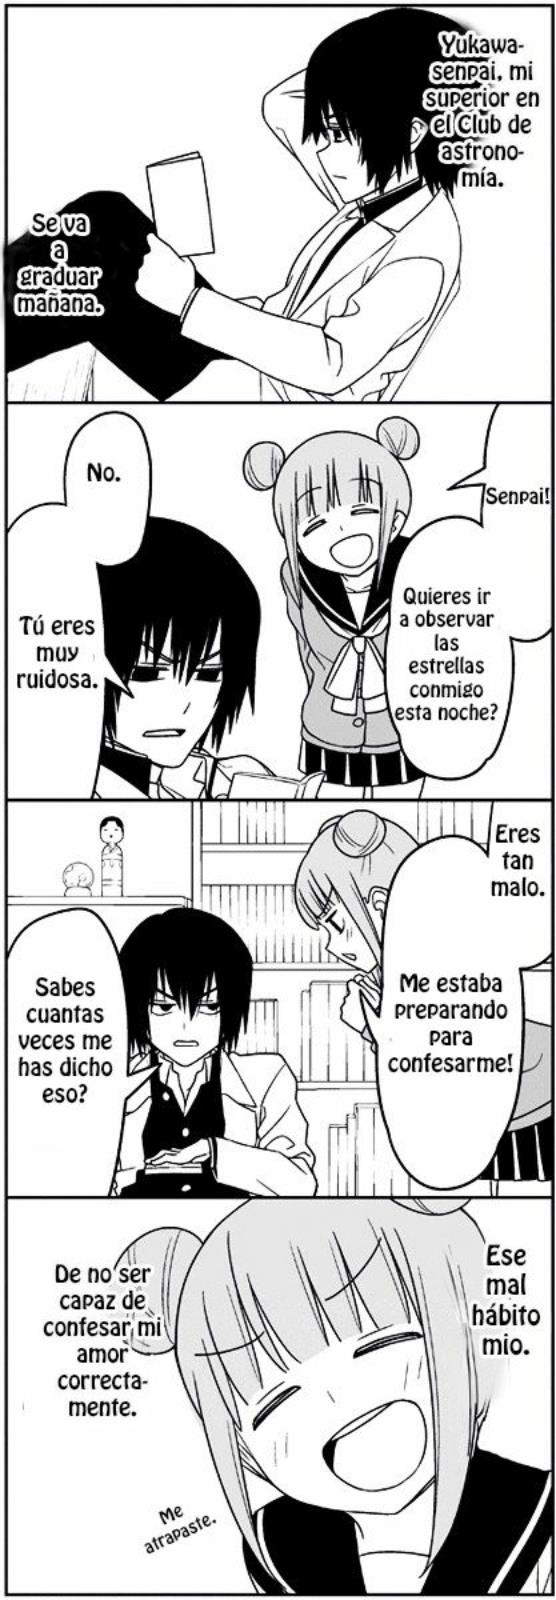 Yukawa-
senpai, mi
superior en
el Club de
astrono-
mía.
Se va
a
graduar
mañana.
Senpai!
Quieres ir
a observar
las
estrellas
conmigo
esta noche?
No.
Tú eres
muy
ruidosa.
Eres
tan
malo.
Me estaba
preparando
para
confesarme!
Sabes
cuantas
veces me
has dicho
eso?
Ese
mal
hábito
mio.
De no ser
capaz de
confesar mi
amor
correcta-
mente.
Me
atrapaste.